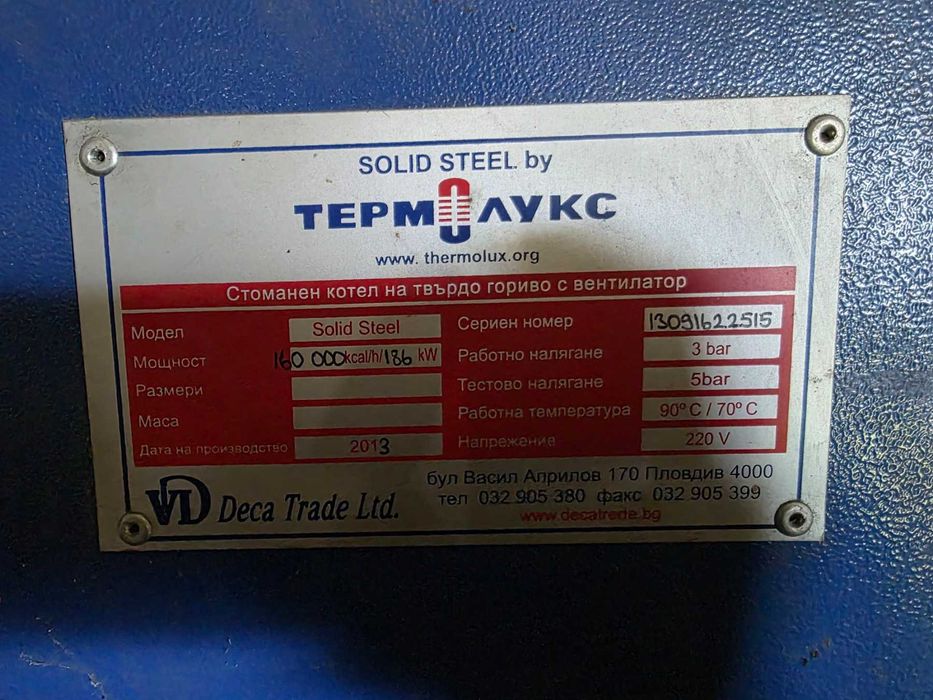 SOLID STEEL by
ТЕРМОЛУКС
www. thermolux.org
Стоманен котел на твърдо гориво с вентилатор
Модел Solid Steel Сериен номер 13091622515
Мощност 160 000 kcal/h/186 kW Работно налягане 3 bar
Размери Тестово налягане 5bar
Маса Работна температура 90º C / 70º C
Дата на производство 2013 Напрежение 220 V
VD Deca Trade Ltd.
бул Васил Априлов 170 Пловдив 4000
тел 032 905 380 факс 032 905 399
www.decatrade.bg